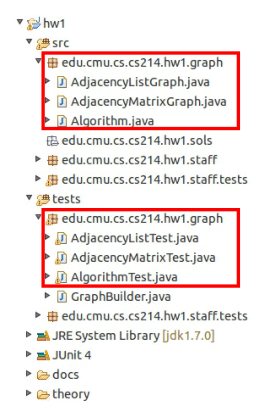 hw1
src
edu.cmu.cs.cs214.hw1.graph
AdjacencyListGraph.java
AdjacencyMatrixGraph.java
Algorithm.java
edu.cmu.cs.cs214.hw1.sols
edu.cmu.cs.cs214.hw1.staff
edu.cmu.cs.cs214.hw1.staff.tests
tests
edu.cmu.cs.cs214.hw1.graph
AdjacencyListTest.java
AdjacencyMatrixTest.java
AlgorithmTest.java
GraphBuilder.java
edu.cmu.cs.cs214.hw1.staff.tests
JRE System Library [jdk1.7.0]
JUnit 4
docs
theory